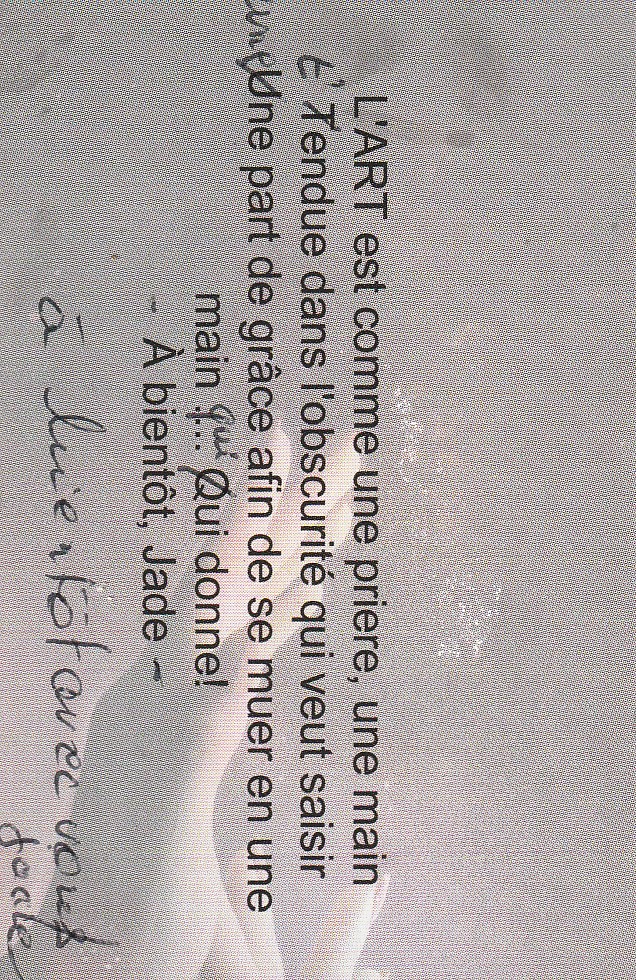 L'ART est comme une priere, une main
t' Tendue dans l'obscurité qui veut saisir
une Une part de grâce afin de se muer en une
qui
main .... Qui donne!
- À bientôt, Jade -
à bientôt avec vous